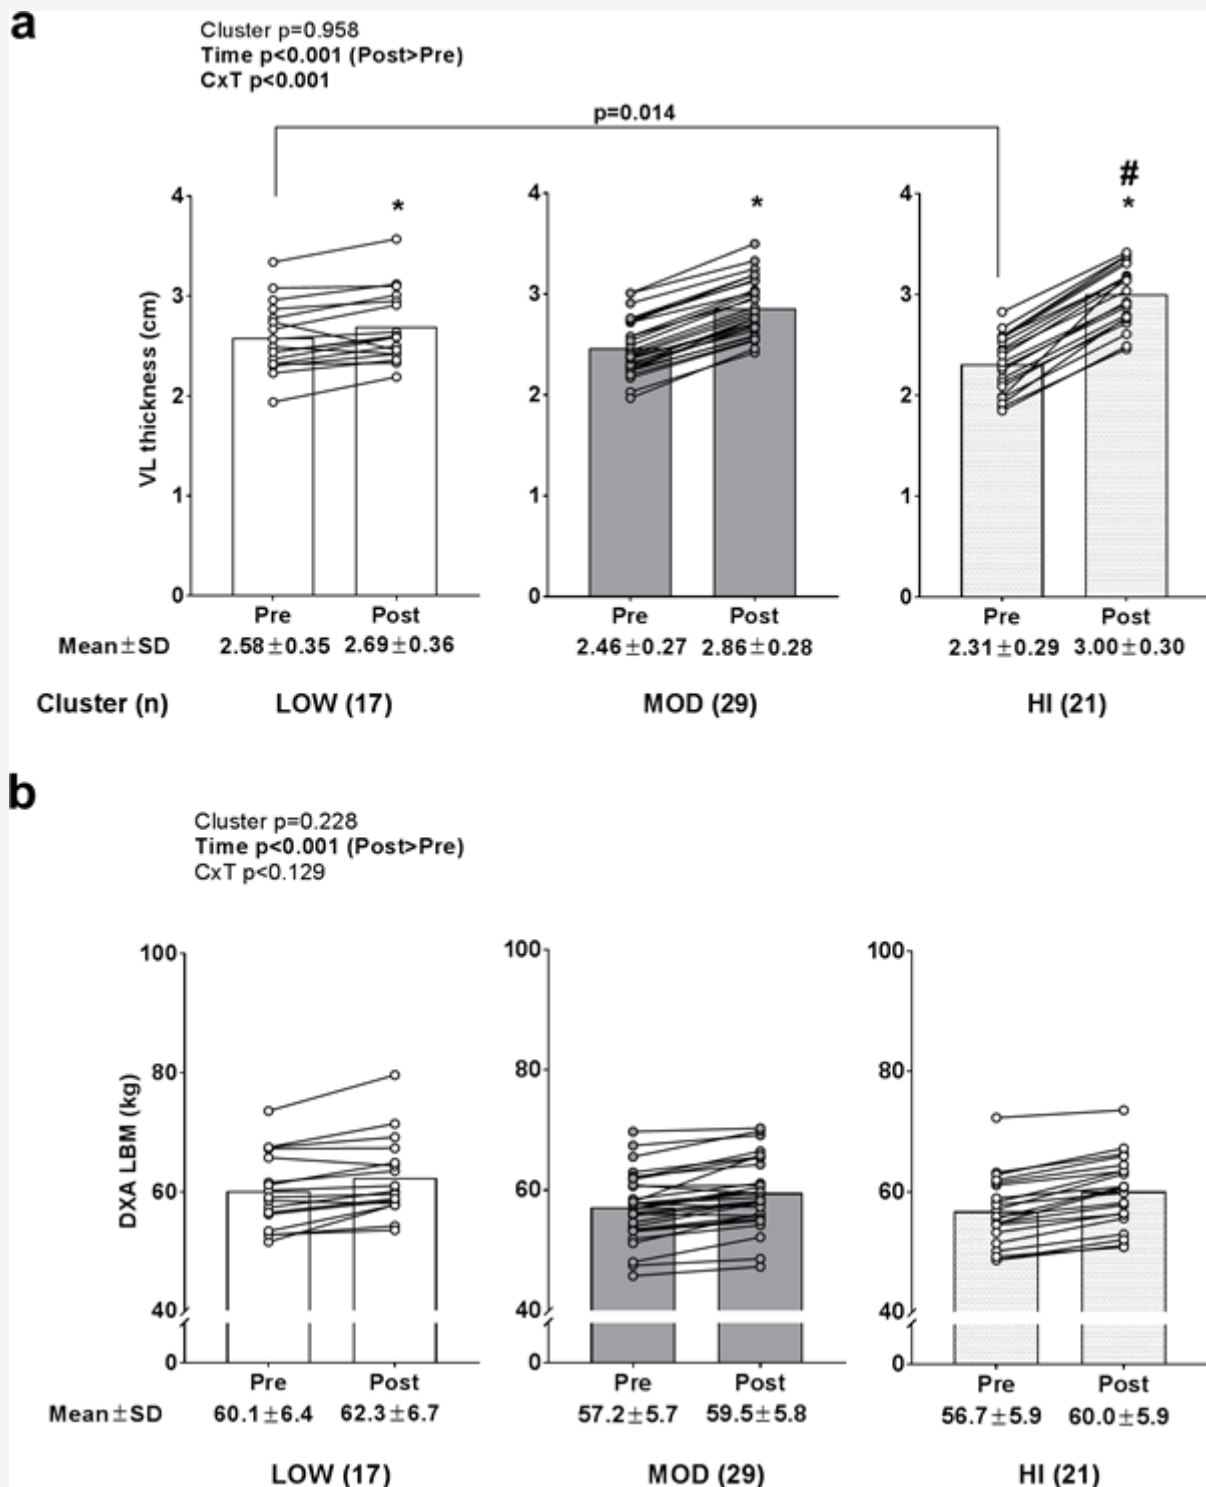 a
Cluster p=0.958
Time p<0.001 (Post>Pre)
CxT p<0.001
p=0.014
#
* * *
4 4 4
3 3 3
2 2 2
1 1 1
0 0 0
VL thickness (cm)
Pre Post Pre Post Pre Post
Mean±SD 2.58±0.35 2.69±0.36 2.46±0.27 2.86±0.28 2.31±0.29 3.00±0.30
Cluster (n) LOW (17) MOD (29) HI (21)
b
Cluster p=0.228
Time p<0.001 (Post>Pre)
CxT p<0.129
100 100 100
80 80 80
60 60 60
40 40 40
0 0 0
DXA LBM (kg)
Pre Post Pre Post Pre Post
Mean±SD 60.1±6.4 62.3±6.7 57.2±5.7 59.5±5.8 56.7±5.9 60.0±5.9
LOW (17) MOD (29) HI (21)